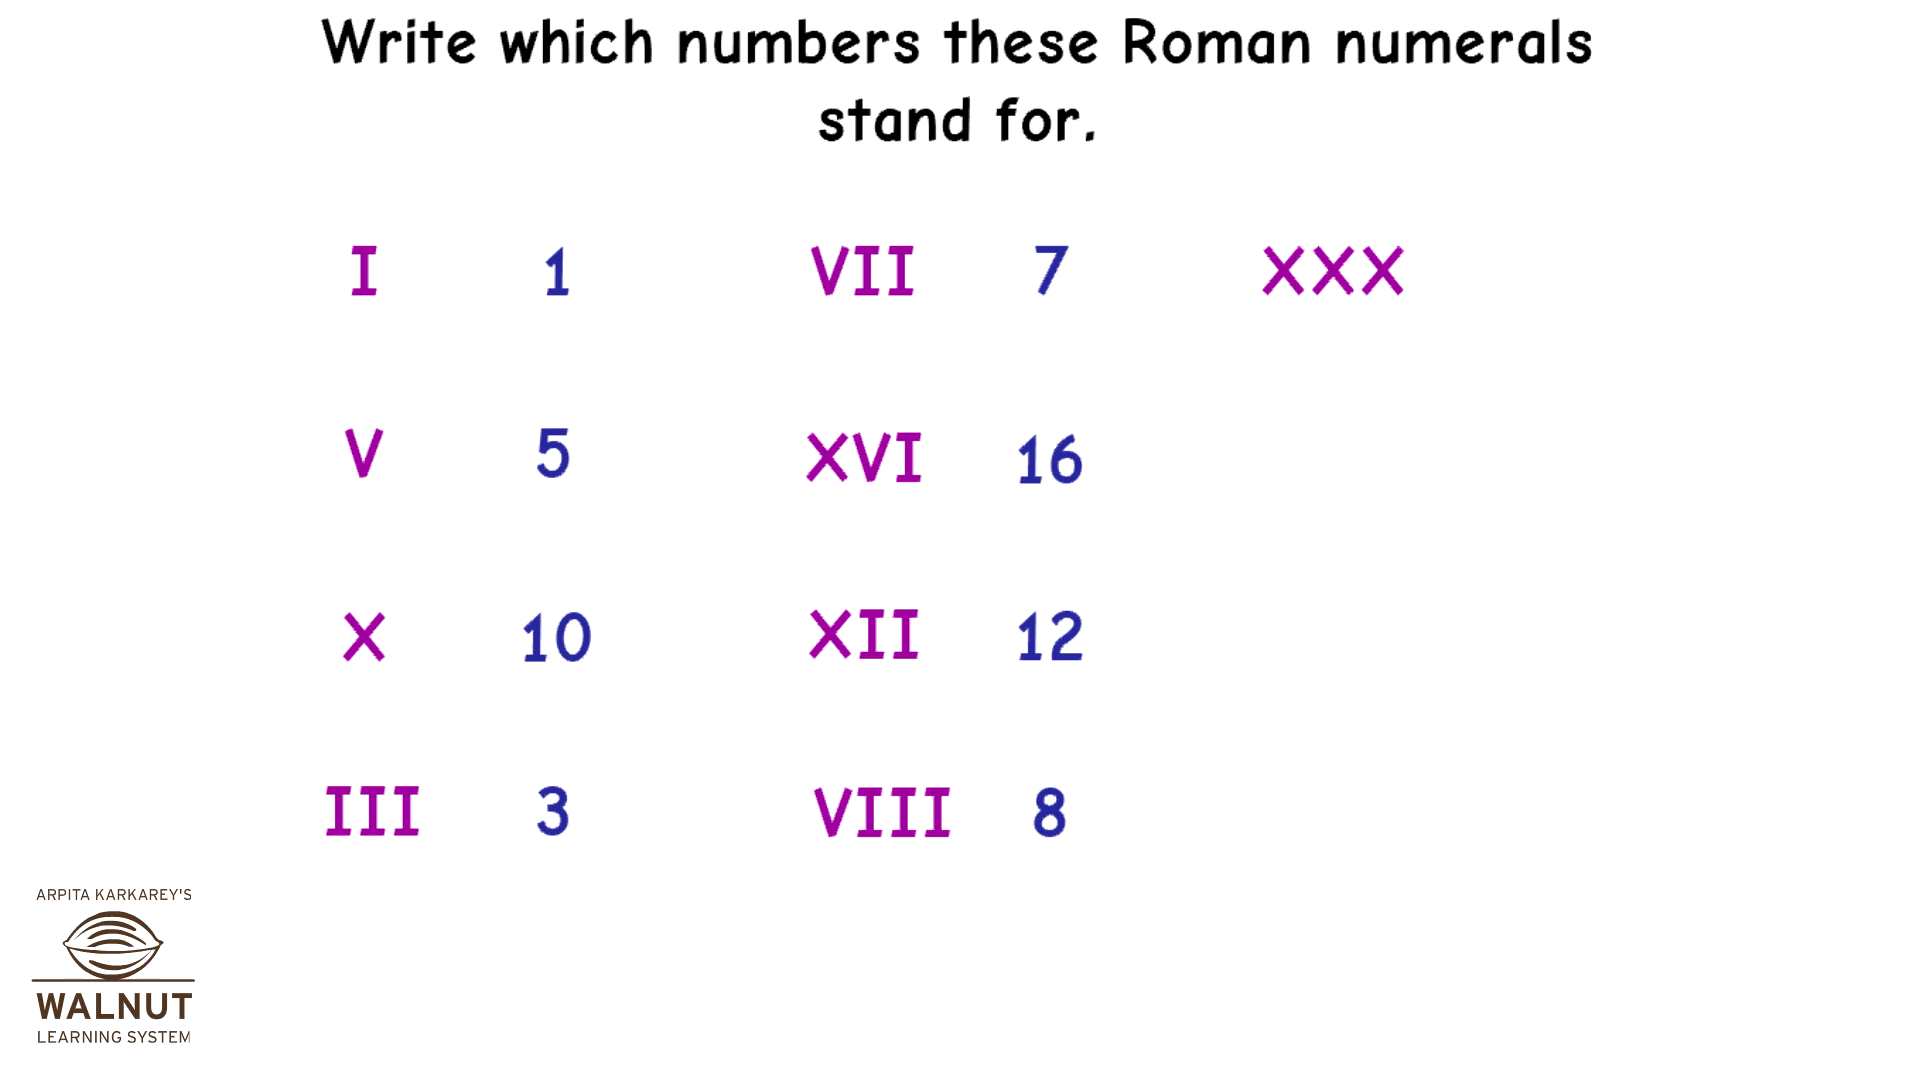 Write which numbers these Roman numerals
stand for.
I 1 VII 7 XXX
V 5 XVI 16
X 10 XII 12
III 3 VIII 8
ARPITA KARKAREY'S
WALNUT
LEARNING SYSTEM